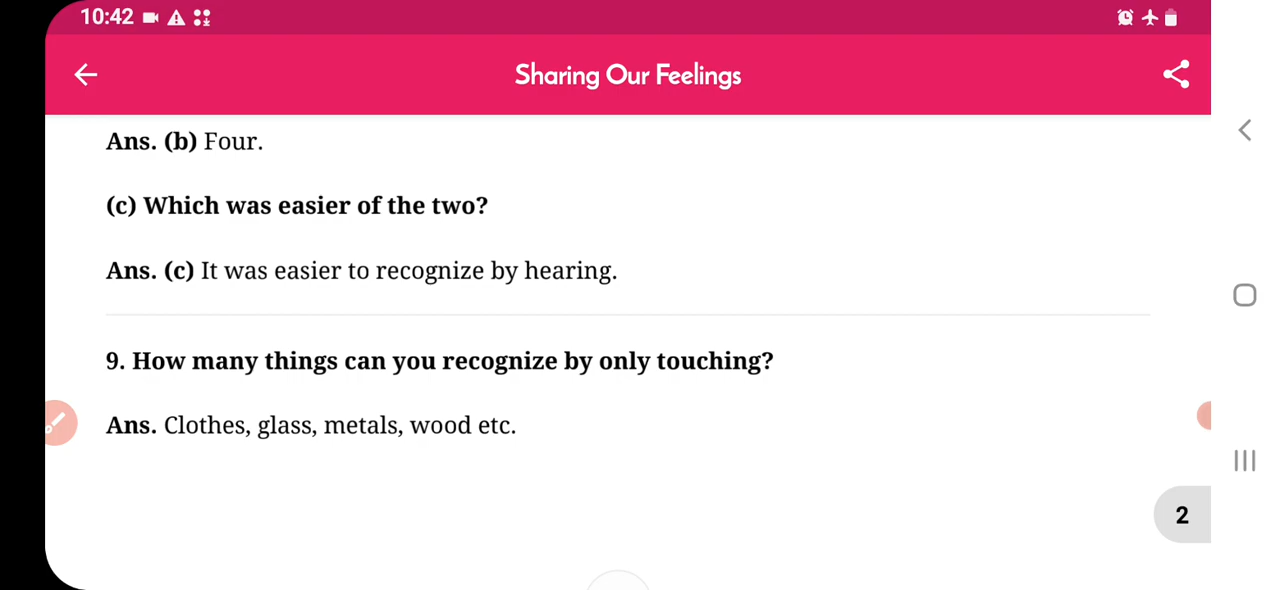 10:42
Sharing Our Feelings
Ans. (b) Four.
(c) Which was easier of the two?
Ans. (c) It was easier to recognize by hearing.
9. How many things can you recognize by only touching?
Ans. Clothes, glass, metals, wood etc.
2